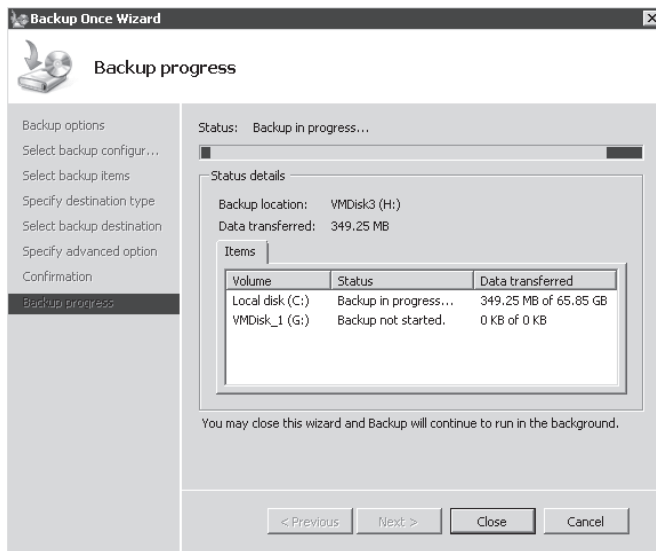 Backup Once Wizard
Backup progress
Backup options
Select backup configur...
Select backup items
Specify destination type
Select backup destination
Specify advanced option
Confirmation
Backup progress
Status: Backup in progress...
Status details
Backup location: VMDisk3 (H:)
Data transferred: 349.25 MB
Items
Volume Status Data transferred
Local disk (C:) Backup in progress... 349.25 MB of 65.85 GB
VMDisk_1 (G:) Backup not started. 0 KB of 0 KB
You may close this wizard and Backup will continue to run in the background.
< Previous Next > Close Cancel